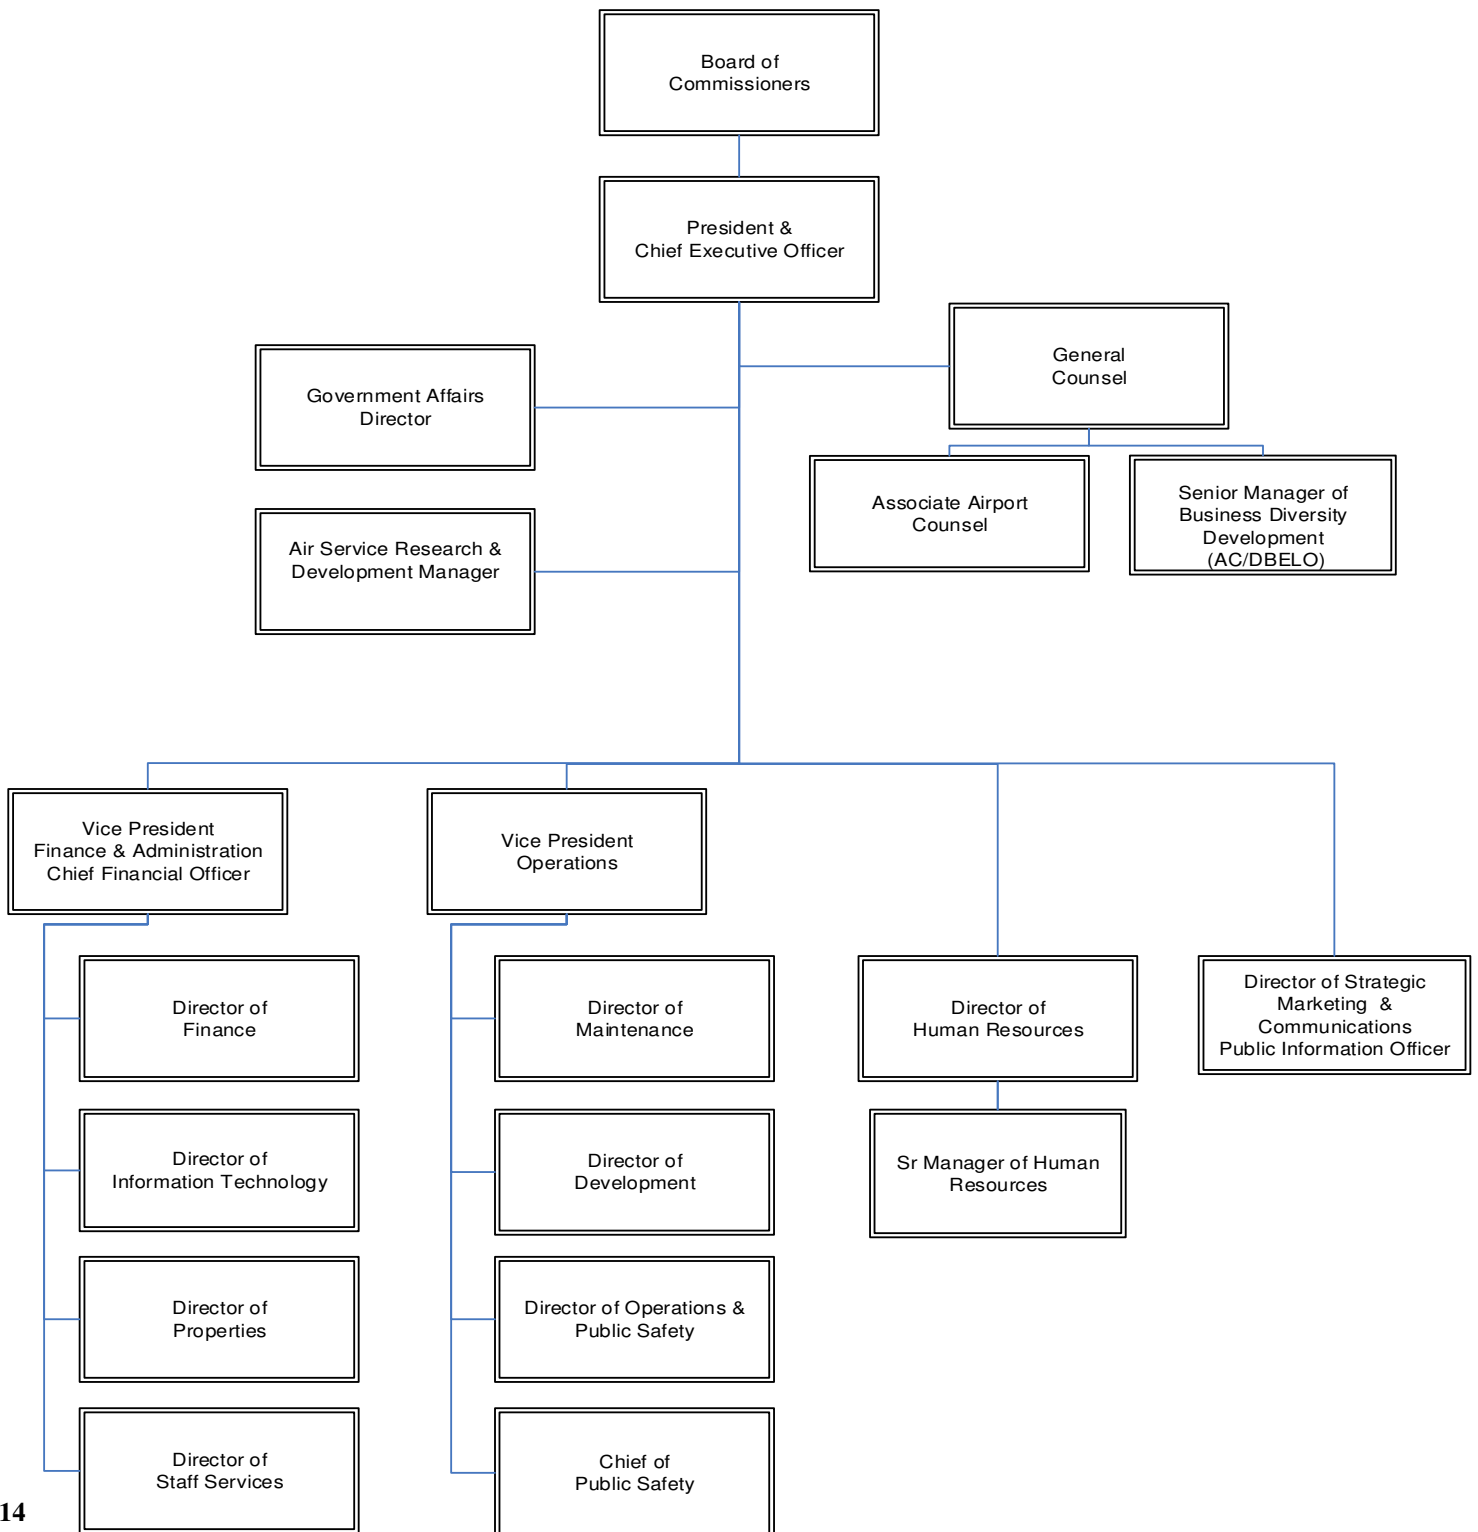 Board of
Commissioners
President &
Chief Executive Officer
General
Counsel
Government Affairs
Director
Associate Airport
Counsel
Senior Manager of
Business Diversity
Development
(AC/DBELO)
Air Service Research &
Development Manager
Vice President
Finance & Administration
Chief Financial Officer
Vice President
Operations
Director of
Finance
Director of
Maintenance
Director of
Human Resources
Director of Strategic
Marketing &
Communications
Public Information Officer
Director of
Information Technology
Director of
Development
Sr Manager of Human
Resources
Director of
Properties
Director of Operations &
Public Safety
Director of
Staff Services
Chief of
Public Safety
14